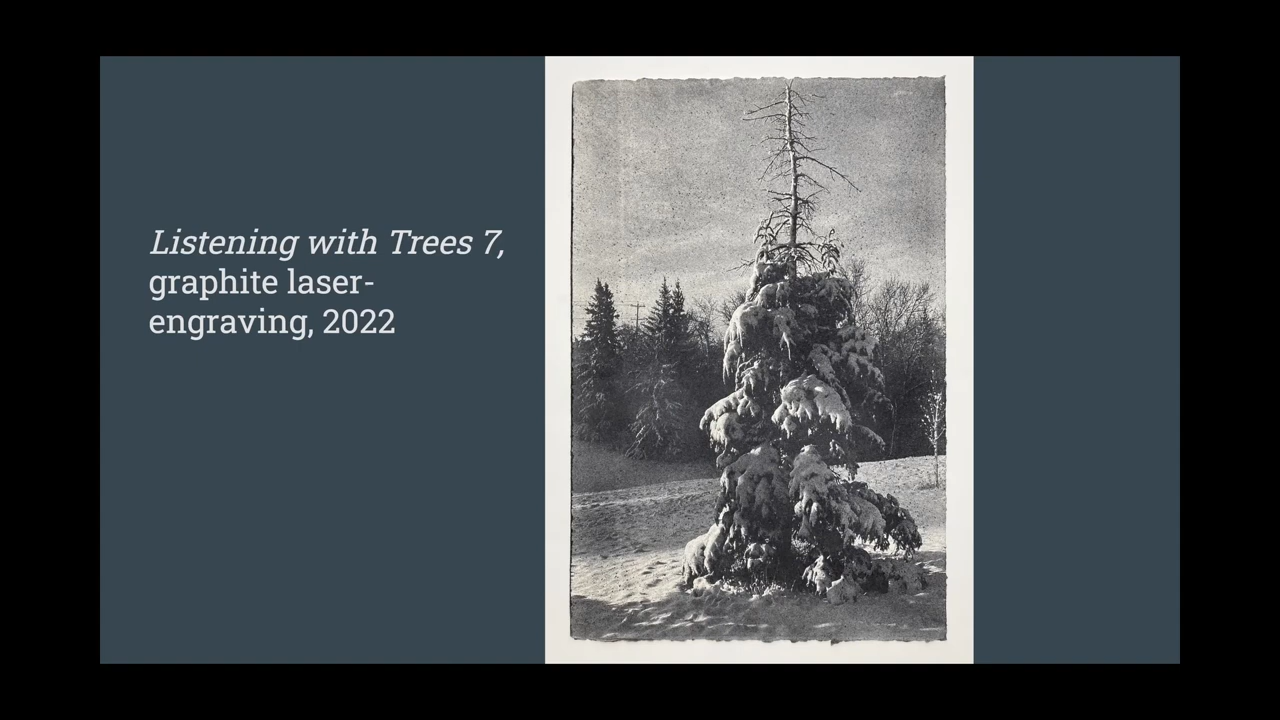 Listening with Trees 7,
graphite laser-
engraving, 2022